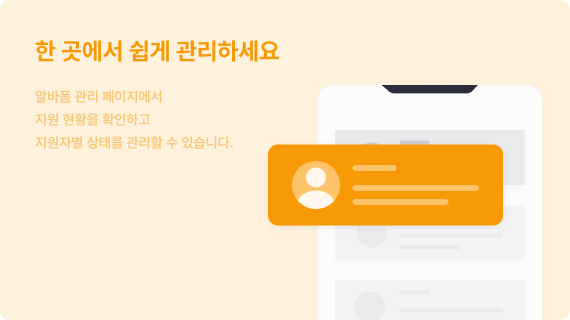 한 곳에서 쉽게 관리하세요
알바폼 관리 페이지에서
지원 현황을 확인하고
지원자별 상태를 관리할 수 있습니다.